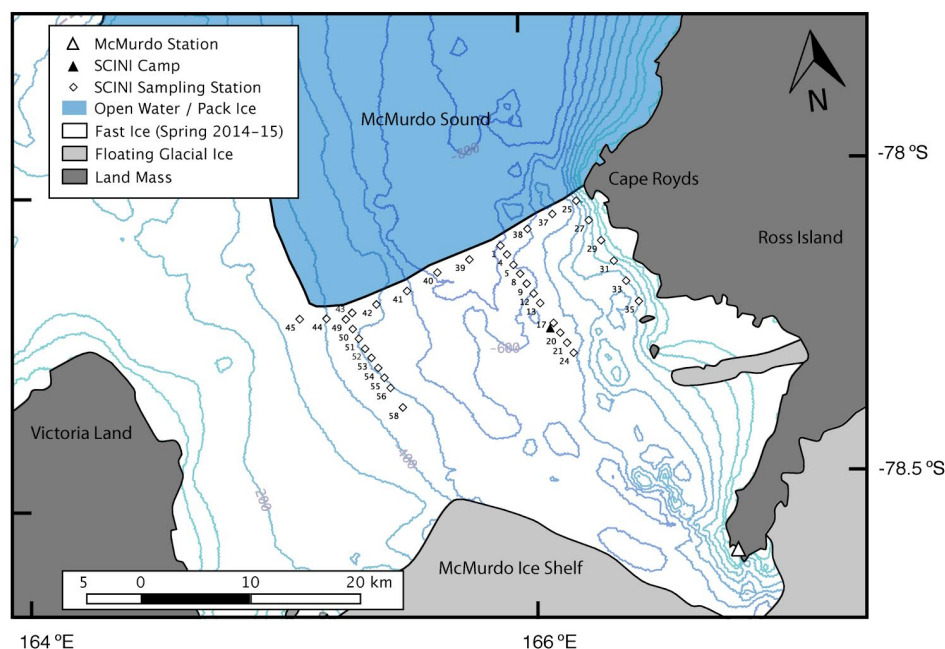 McMurdo Station
SCINI Camp
SCINI Sampling Station
Open Water / Pack Ice
Fast Ice (Spring 2014-15)
Floating Glacial Ice
Land Mass
McMurdo Sound
-800
N
-78 ºS
Cape Royds
Ross Island
25
37
38
27
29
1
4
39
31
5
40
8
33
9
41
12
35
13
42
43
17
45
44
49
50
20
51
21
-600
52
24
53
54
55
56
58
Victoria Land
-400
-200
-78.5 ºS
McMurdo Ice Shelf
5 0 10 20 km
164 ºE
166 ºE